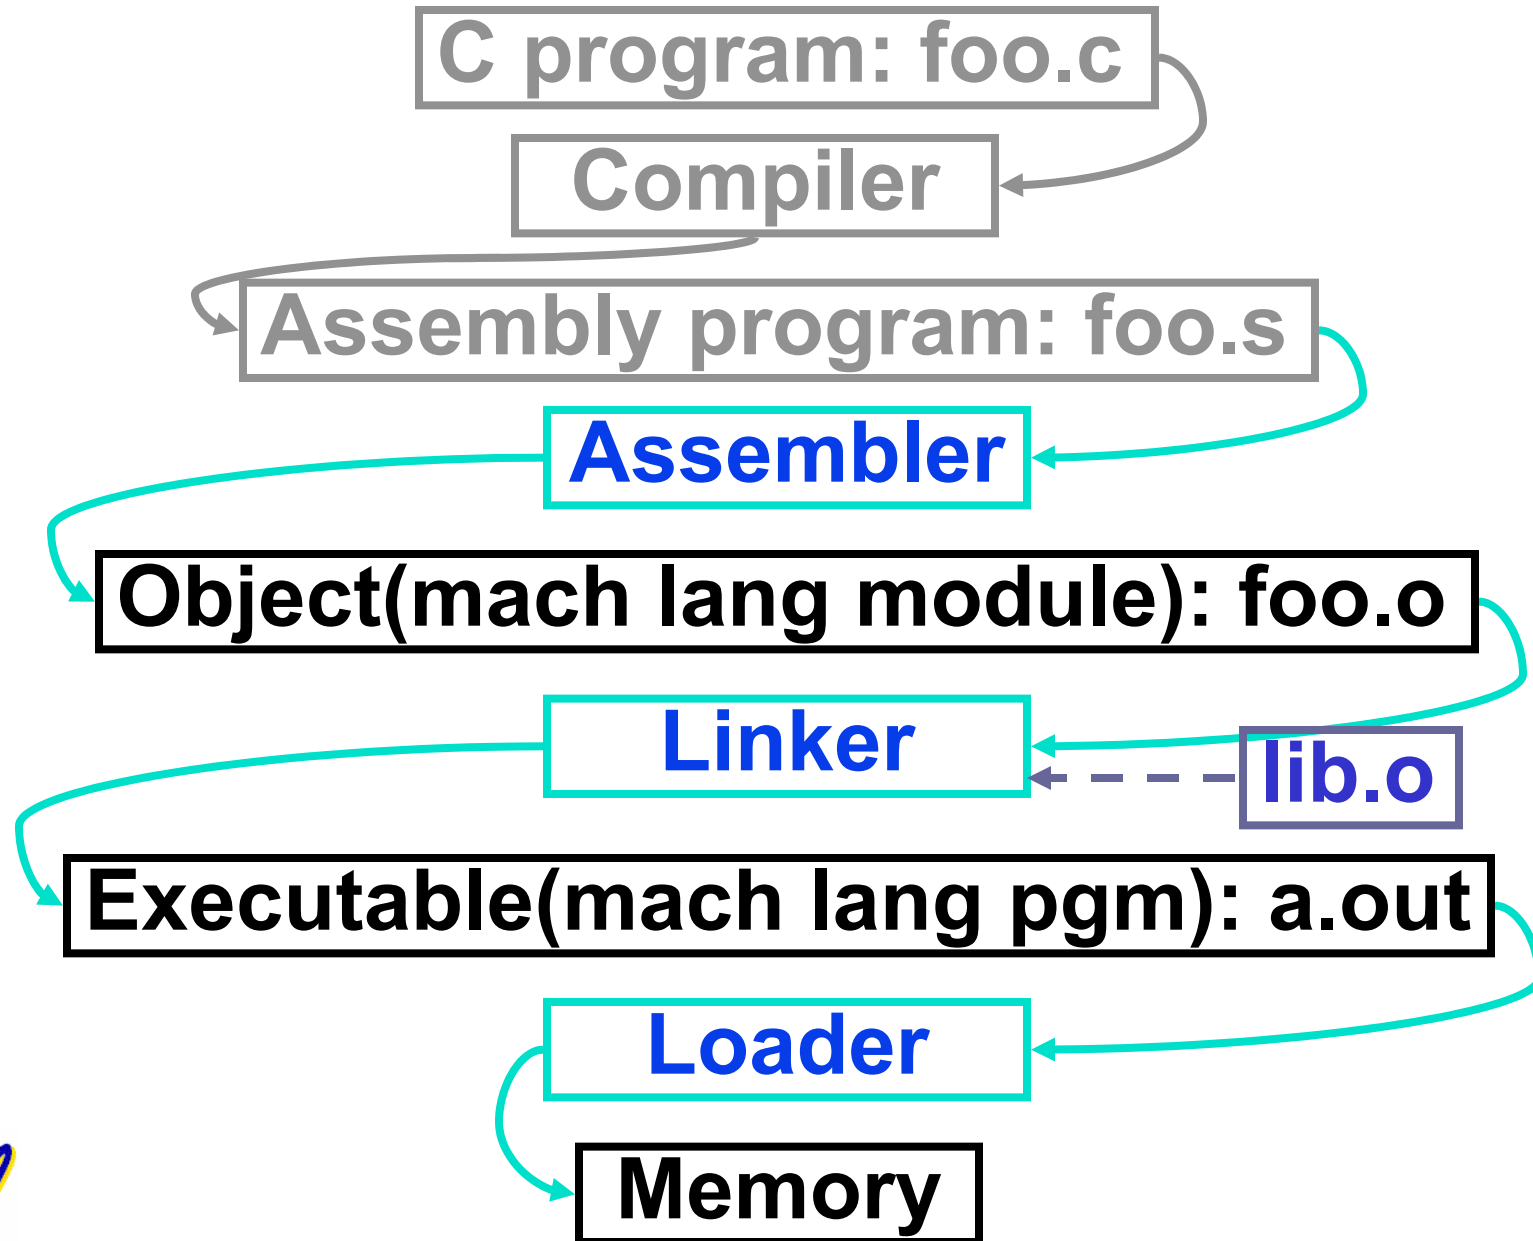 C program: foo.c
Compiler
Assembly program: foo.s
Assembler
Object(mach lang module): foo.o
Linker
lib.o
Executable(mach lang pgm): a.out
Loader
Memory